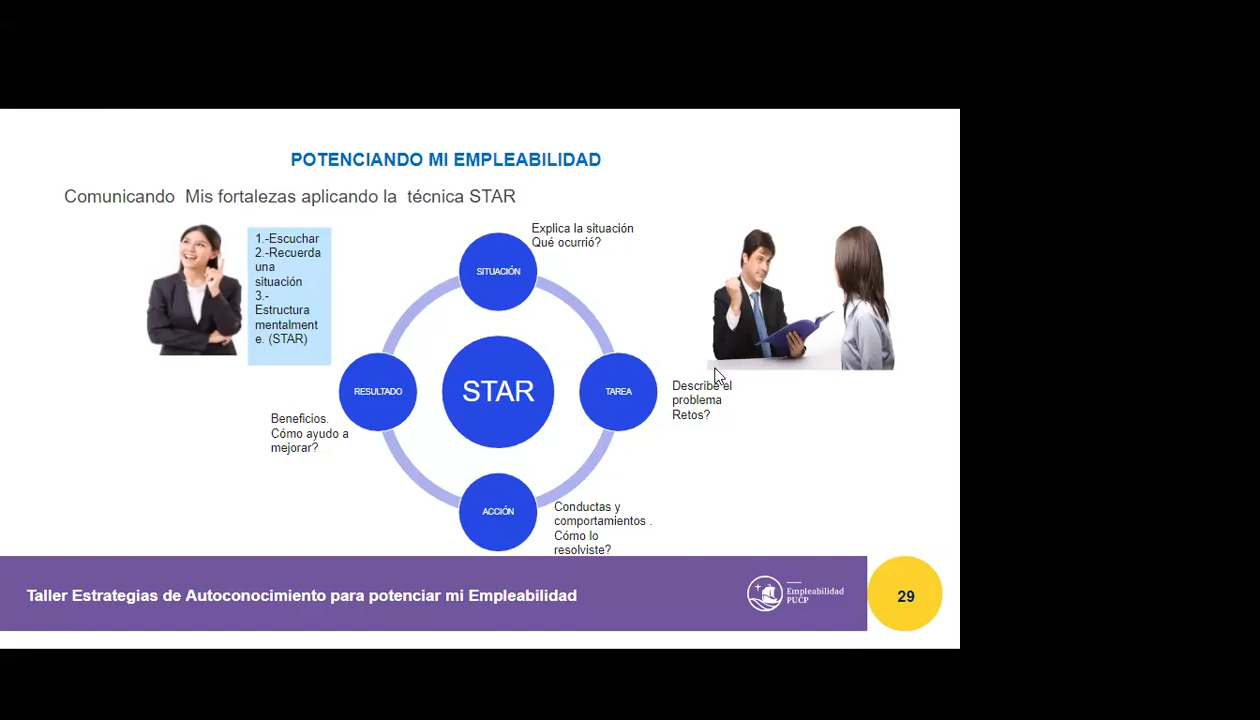 POTENCIANDO MI EMPLEABILIDAD
Comunicando Mis fortalezas aplicando la técnica STAR
1.-Escuchar
2.-Recuerda
una
situación
3.-
Estructura
mentalment
e. (STAR)
SITUACIÓN
Explica la situación
Qué ocurrió?
STAR
TAREA
Describe el
problema
Retos?
RESULTADO
Beneficios.
Cómo ayudo a
mejorar?
ACCIÓN
Conductas y
comportamientos .
Cómo lo
resolviste?
Taller Estrategias de Autoconocimiento para potenciar mi Empleabilidad
Empleabilidad
PUCP
29